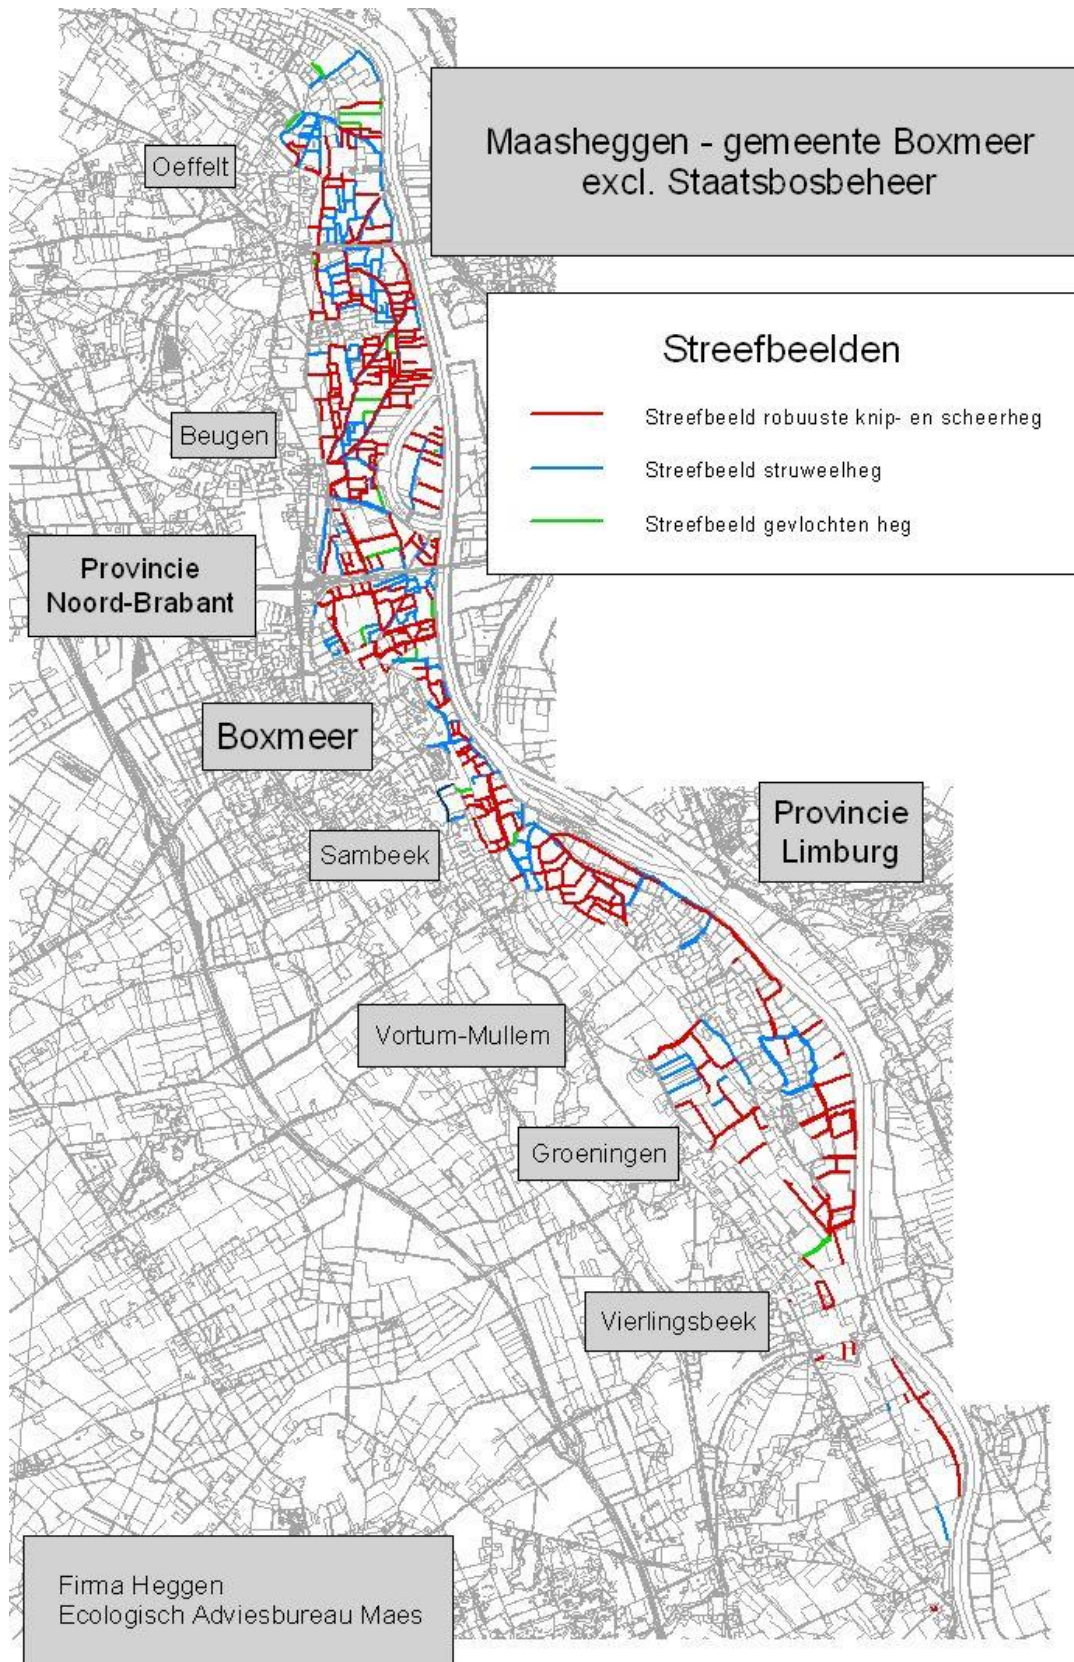 Maasheggen - gemeente Boxmeer
excl. Staatsbosbeheer
Oeffelt
Streefbeelden
Streefbeeld robuuste knip- en scheerheg
Streefbeeld struweelheg
Streefbeeld gevlochten heg
Beugen
Provincie
Noord-Brabant
Boxmeer
Provincie
Limburg
Sambeek
Vortum-Mullem
Groeningen
Vierlingsbeek
Firma Heggen
Ecologisch Adviesbureau Maes